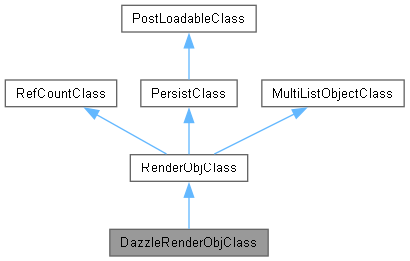 PostLoadableClass
RefCountClass
PersistClass
MultiListObjectClass
RenderObjClass
DazzleRenderObjClass